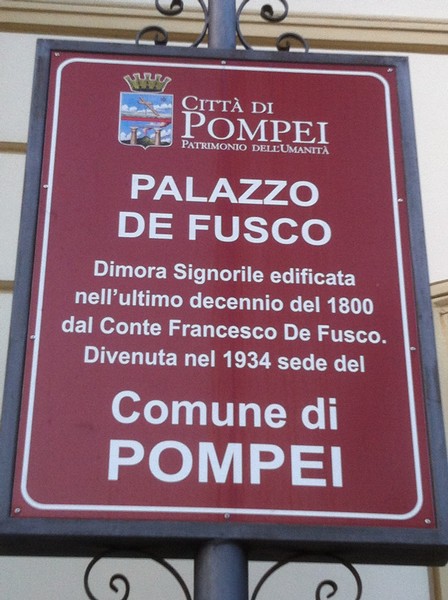 CITTÀ DI
POMPEI
PATRIMONIO DELL'UMANITÀ
PALAZZO
DE FUSCO
Dimora Signorile edificata
nell'ultimo decennio del 1800
dal Conte Francesco De Fusco.
Divenuta nel 1934 sede del
Comune di
POMPEI